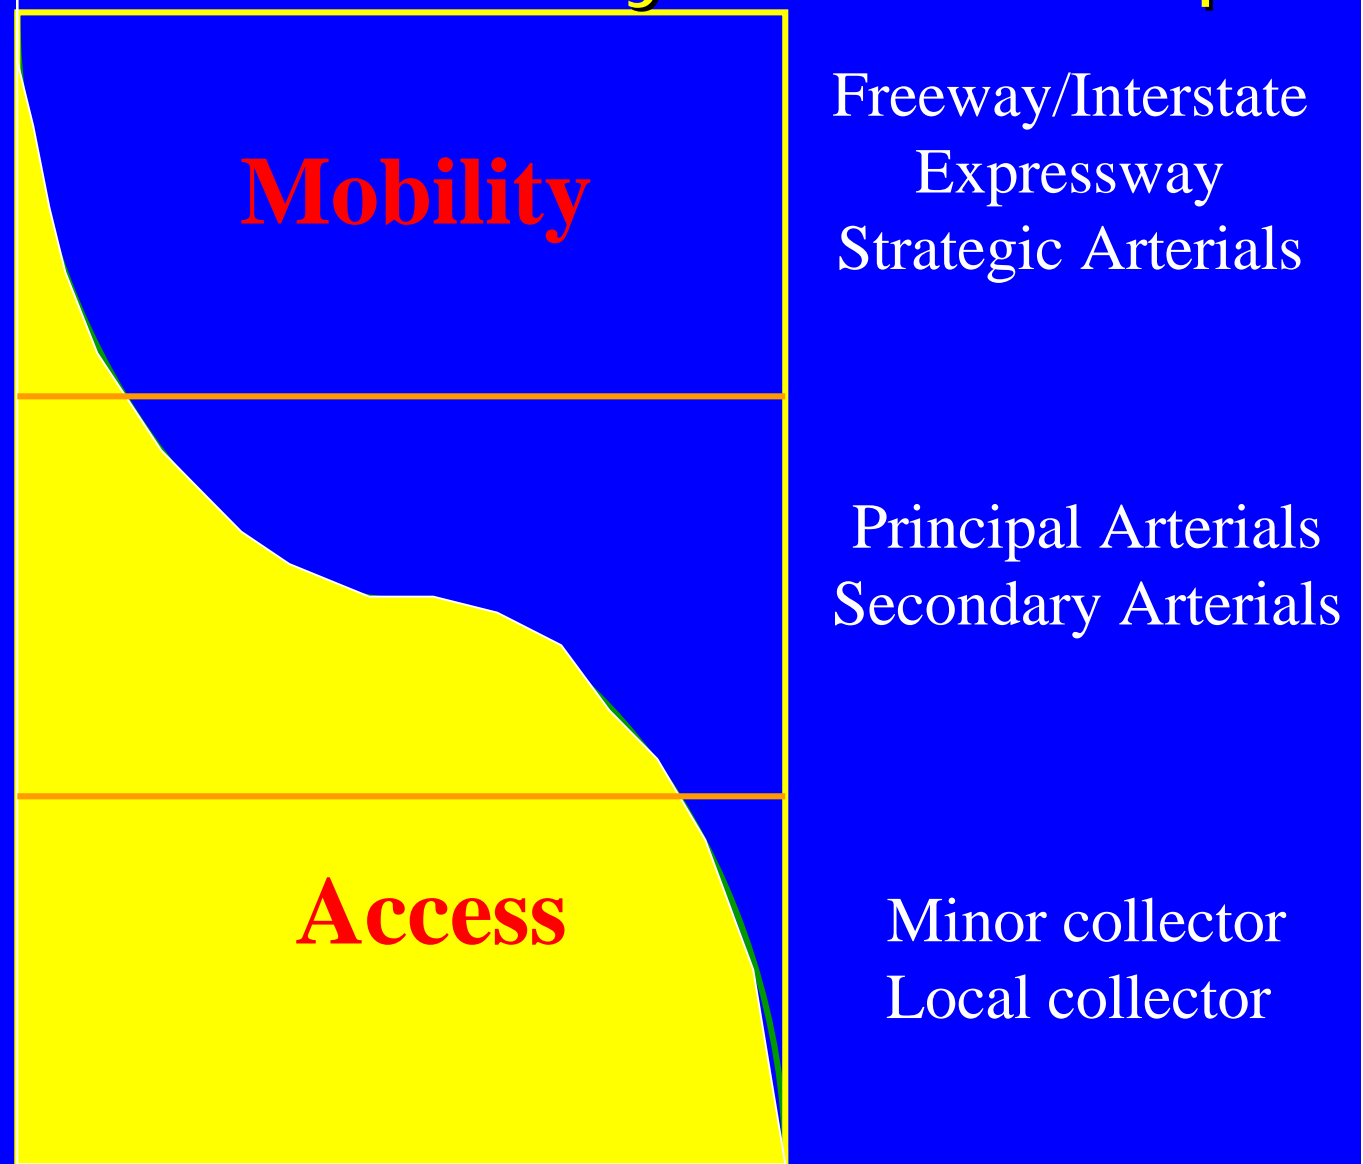 Freeway/Interstate
Expressway
Mobility
Strategic Arterials
Principal Arterials
Secondary Arterials
Access
Minor collector
Local collector